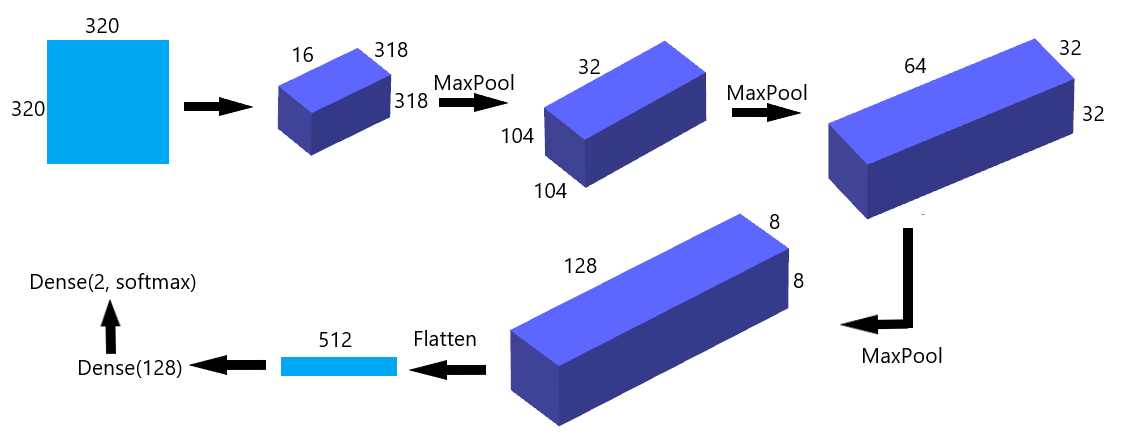 320
320
16
318
318
MaxPool
32
104
104
MaxPool
64
32
32
MaxPool
128
8
8
Flatten
512
Dense(128)
Dense(2, softmax)